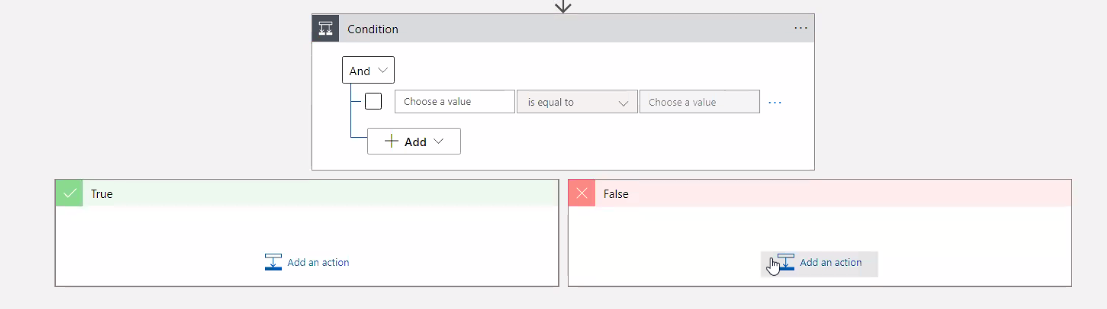 Condition
And
Choose a value
is equal to
Choose a value
Add
True
False
Add an action
Add an action